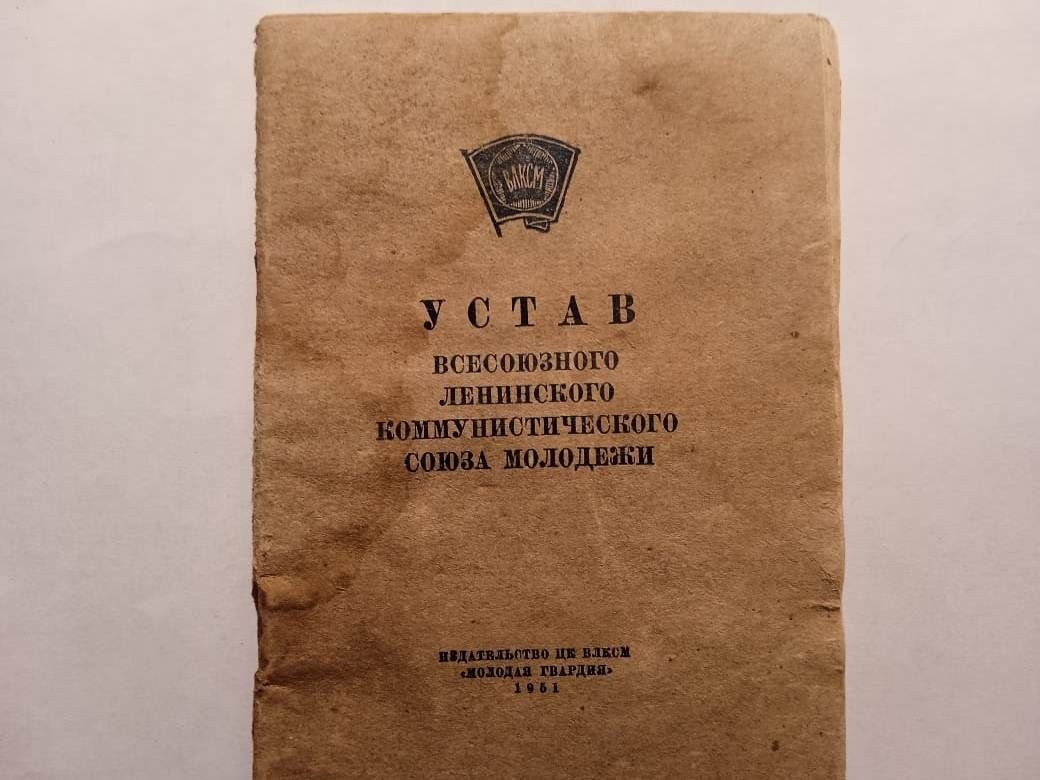 ВЛКСМ
УСТАВ
ВСЕСОЮЗНОГО
ЛЕНИНСКОГО
КОММУНИСТИЧЕСКОГО
СОЮЗА МОЛОДЕЖИ
ИЗДАТЕЛЬСТВО ЦК ВЛКСМ
«МОЛОДАЯ ГВАРДИЯ»
1951